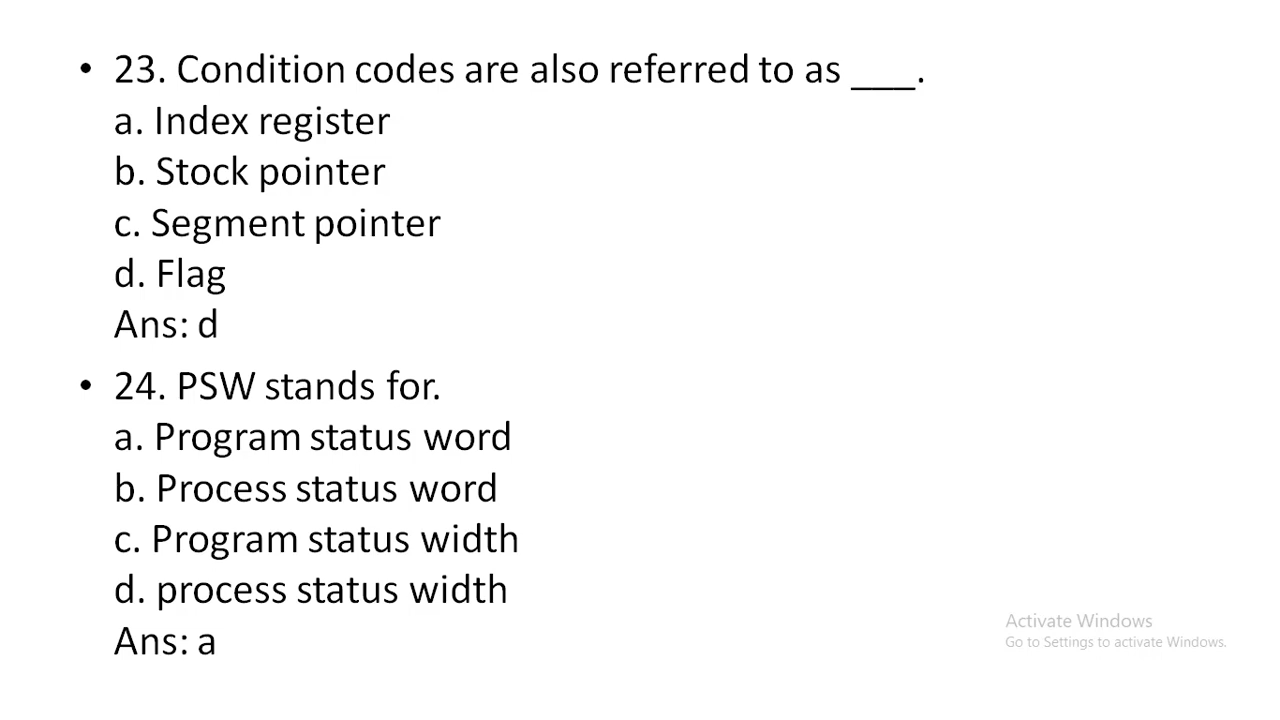 • 23. Condition codes are also referred to as ___.
a. Index register
b. Stock pointer
c. Segment pointer
d. Flag
Ans: d
• 24. PSW stands for.
a. Program status word
b. Process status word
c. Program status width
d. process status width
Ans: a
Activate Windows
Go to Settings to activate Windows.